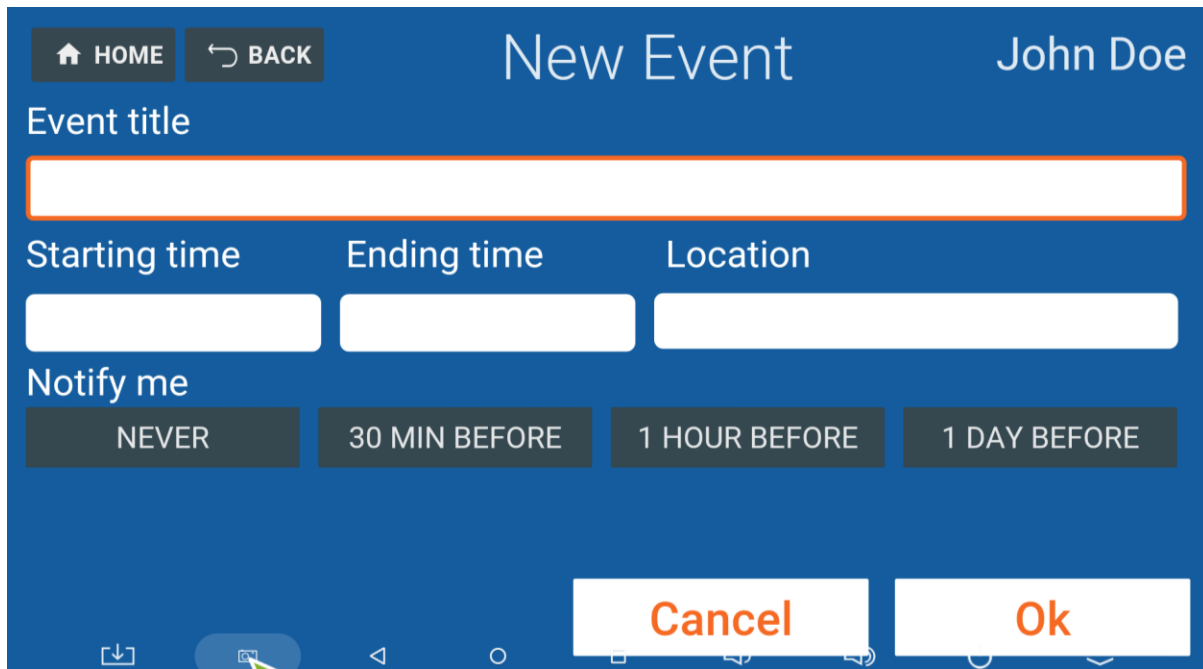 HOME BACK New Event John Doe
Event title
Starting time Ending time Location
Notify me
NEVER 30 MIN BEFORE 1 HOUR BEFORE 1 DAY BEFORE
Cancel Ok